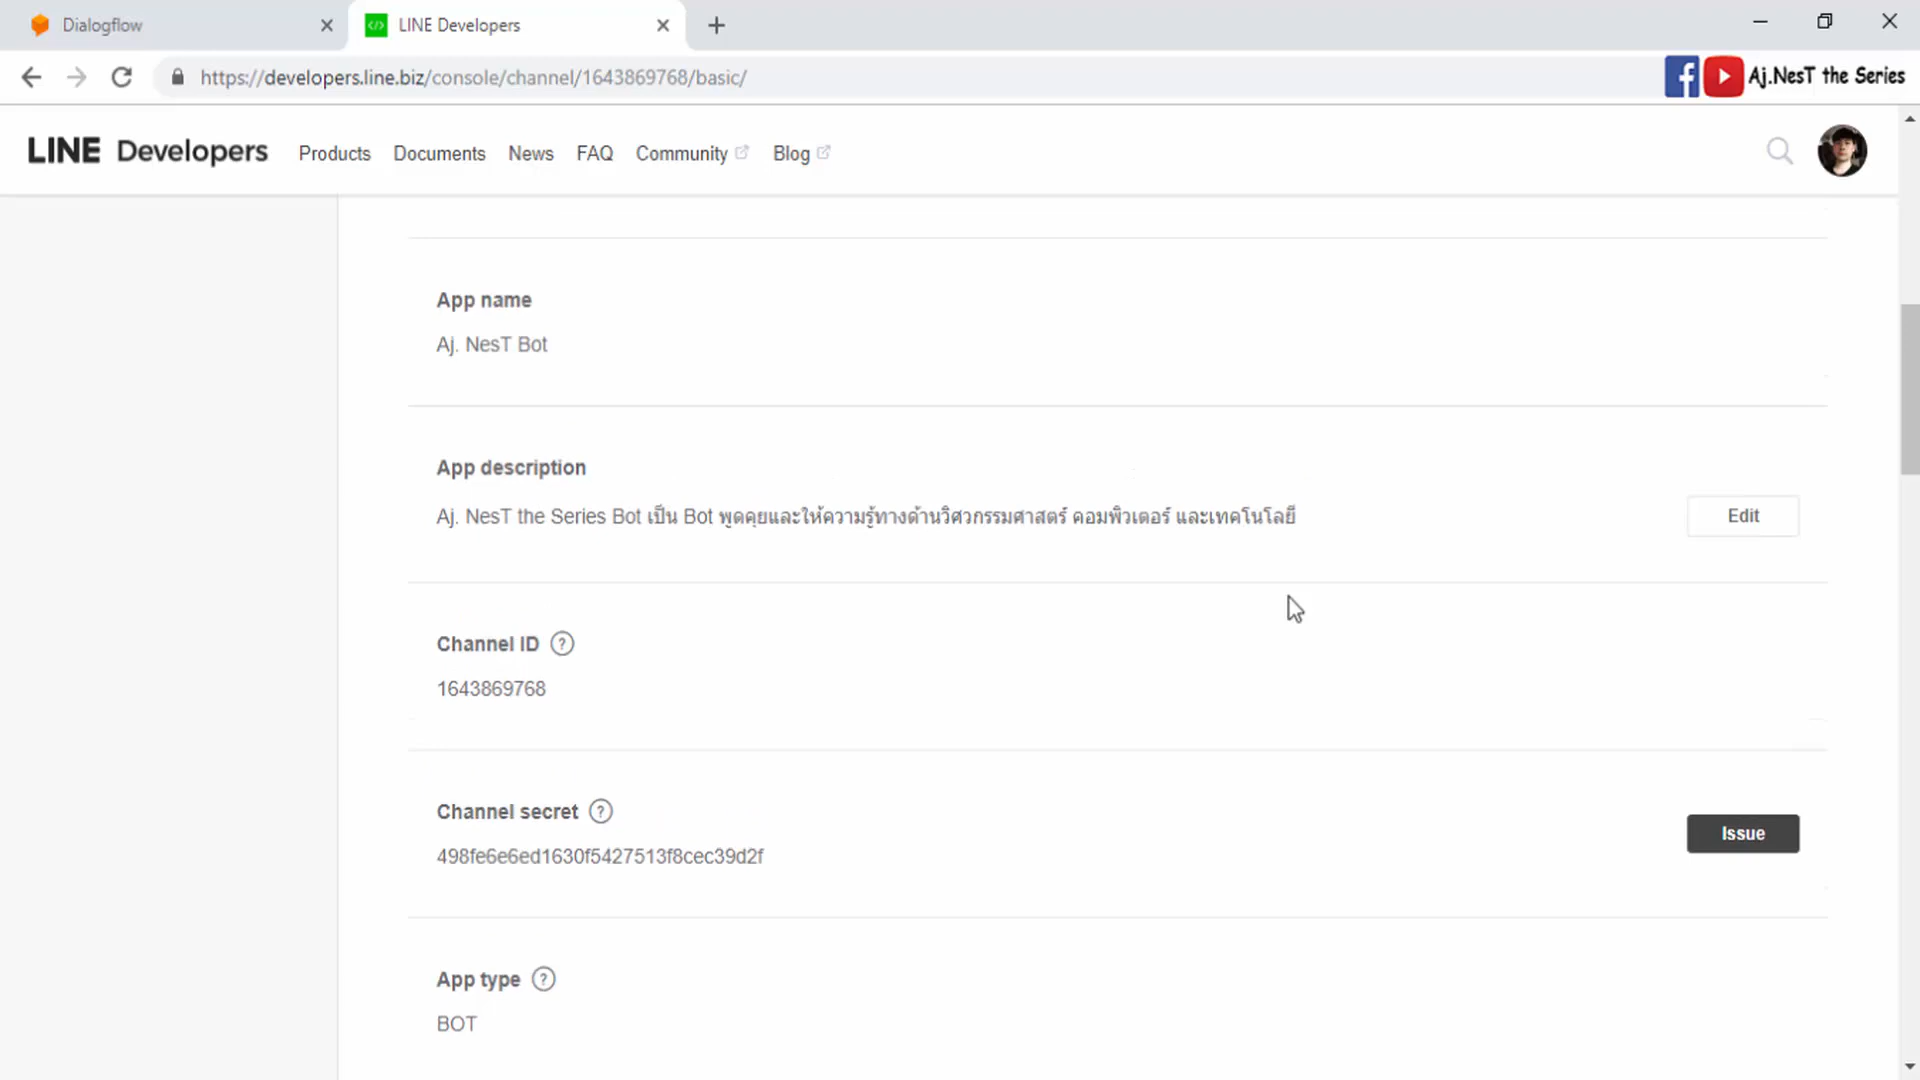 Dialogflow
LINE Developers
https://developers.line.biz/console/channel/1643869768/basic/
Aj.NesT the Series
LINE Developers
Products
Documents
News
FAQ
Community
Blog
App name
Aj. NesT Bot
App description
Aj. NesT the Series Bot เป็น Bot พูดคุยและให้ความรู้ทางด้านวิศวกรรมศาสตร์ คอมพิวเตอร์ และเทคโนโลยี
Edit
Channel ID ?
1643869768
Channel secret ?
498fe6e6ed1630f5427513f8cec39d2f
Issue
App type ?
BOT